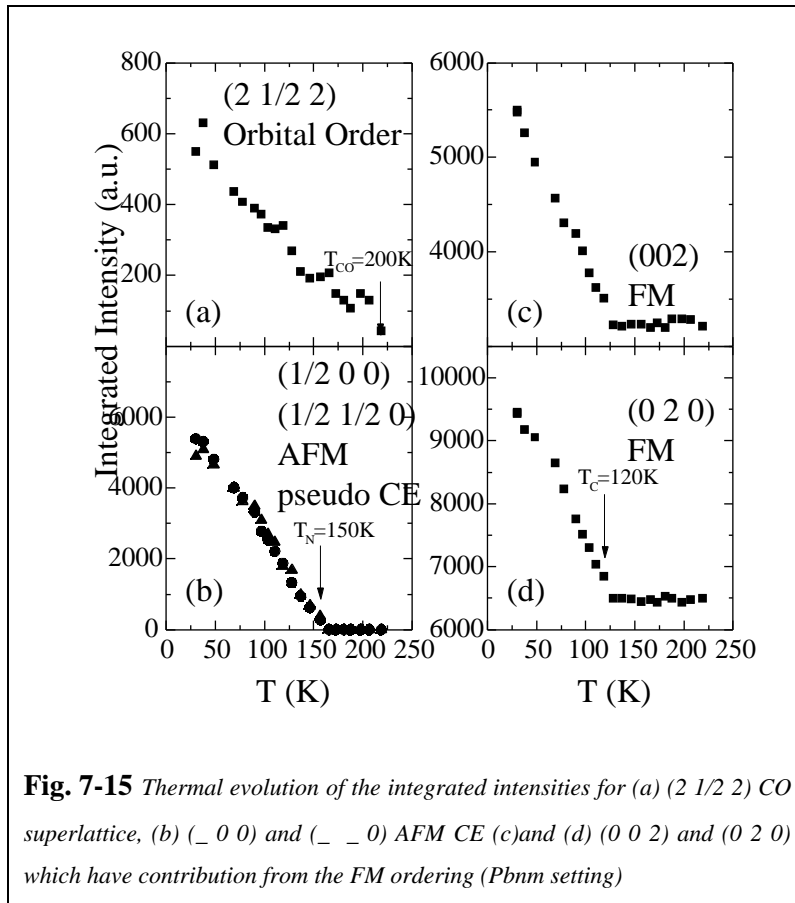 Integrated Intensity (a.u.)
800
600
400
200
(2 1/2 2)
Orbital Order
T_CO=200K
(a)
6000
5000
4000
(002)
FM
(c)
6000
4000
2000
0
(1/2 0 0)
(1/2 1/2 0)
AFM
pseudo CE
T_N=150K
(b)
0 50 100 150 200 250
T (K)
10000
9000
8000
7000
6000
(0 2 0)
FM
T_C=120K
(d)
0 50 100 150 200 250
T (K)
Fig. 7-15 Thermal evolution of the integrated intensities for (a) (2 1/2 2) CO
superlattice, (b) (_ 0 0) and (_ _ 0) AFM CE (c)and (d) (0 0 2) and (0 2 0)
which have contribution from the FM ordering (Pbnm setting)